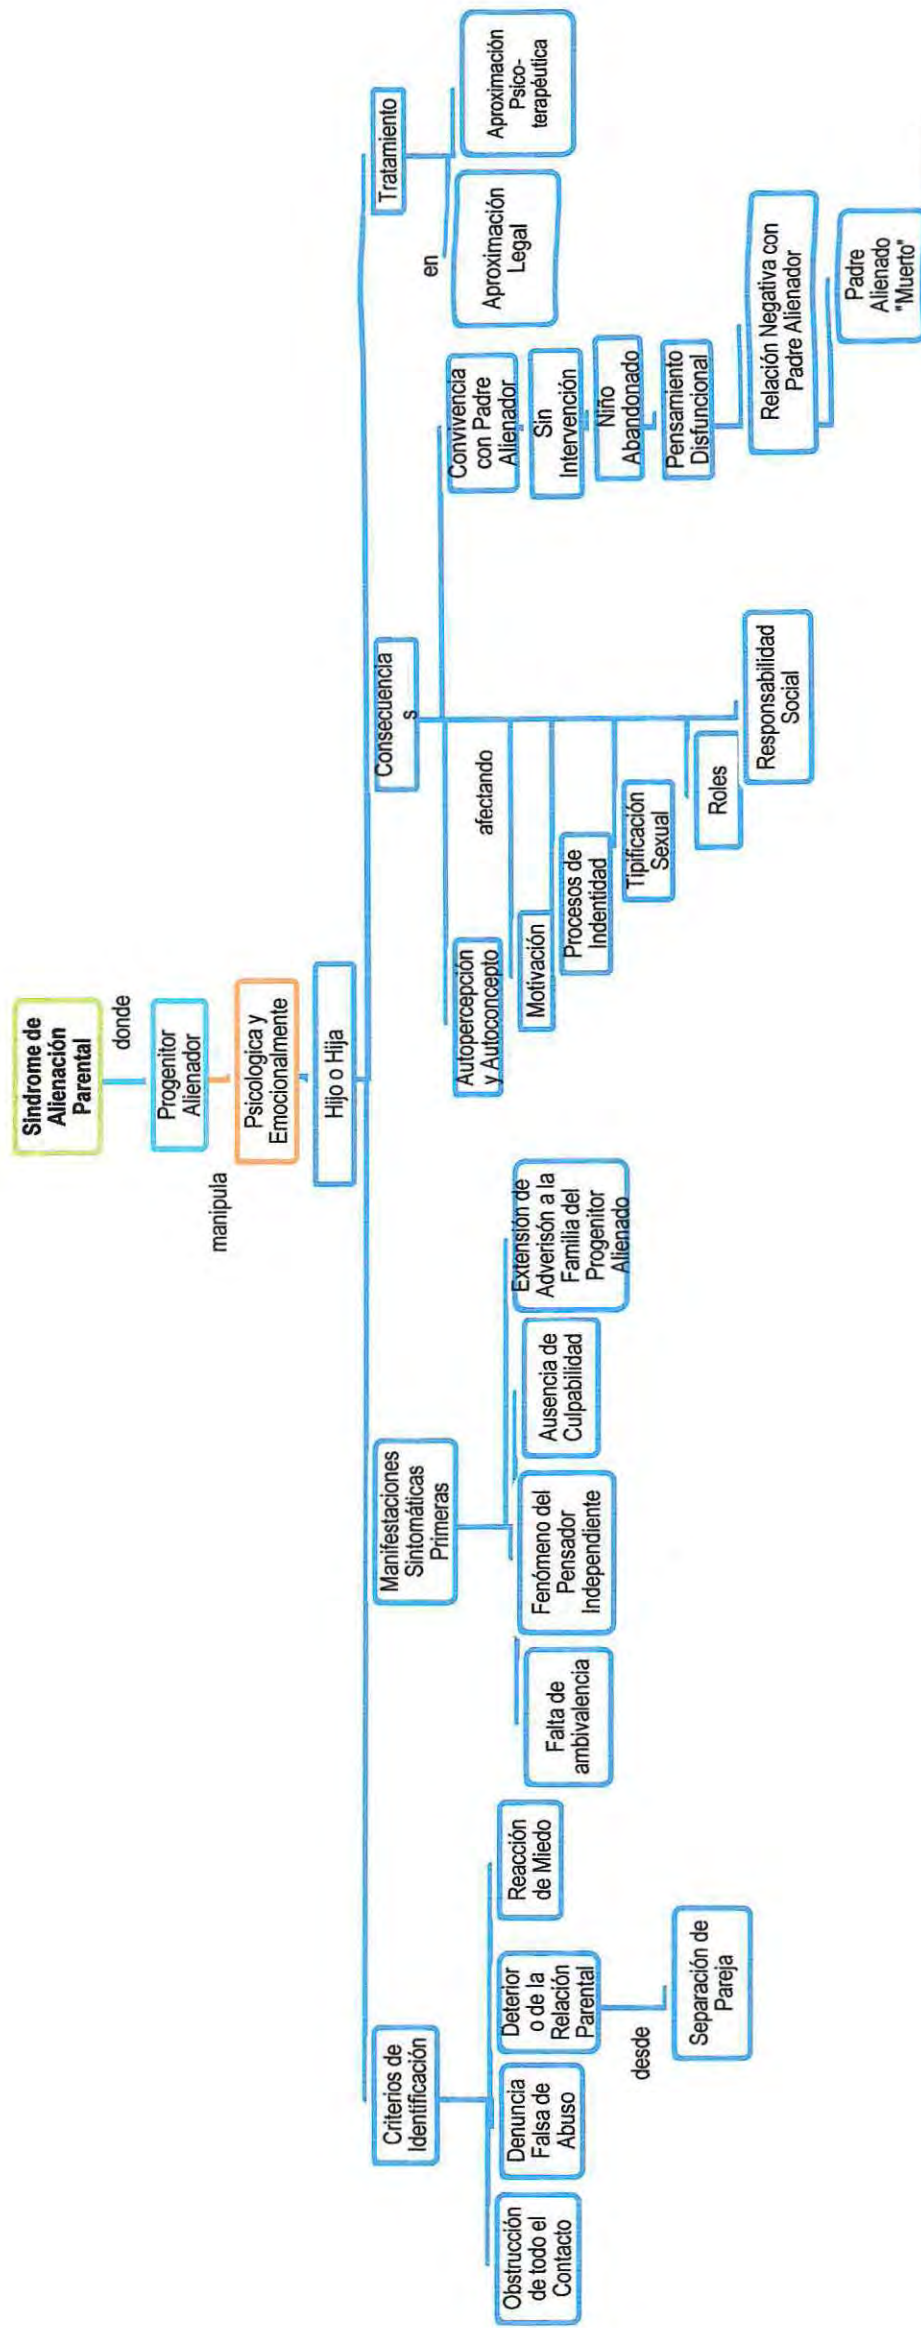 Sindrome de
Alienación
Parental
donde
Progenitor
Alienador
manipula
Psicologica y
Emocionalmente
Hijo o Hija
Criterios de
Identificación
Obstrucción
de todo el
Contacto
Denuncia
Falsa de
Abuso
Deterior
o de la
Relación
Parental
desde
Separación de
Pareja
Reacción
de Miedo
Manifestaciones
Sintomáticas
Primeras
Falta de
ambivalencia
Fenómeno del
Pensador
Independiente
Ausencia de
Culpabilidad
Extensión de
Adverisón a la
Familia del
Progenitor
Alienado
Consecuencia
s
Autopercepción
y Autoconcepto
afectando
Motivación
Procesos de
Indentidad
Tipificación
Sexual
Roles
Responsabilidad
Social
Convivencia
con Padre
Alienador
Sin
Intervención
Niño
Abandonado
Pensamiento
Disfuncional
Relación Negativa con
Padre Alienador
Padre
Alienado
"Muerto"
Tratamiento
en
Aproximación
Legal
Aproximación
Psico-
terapéutica